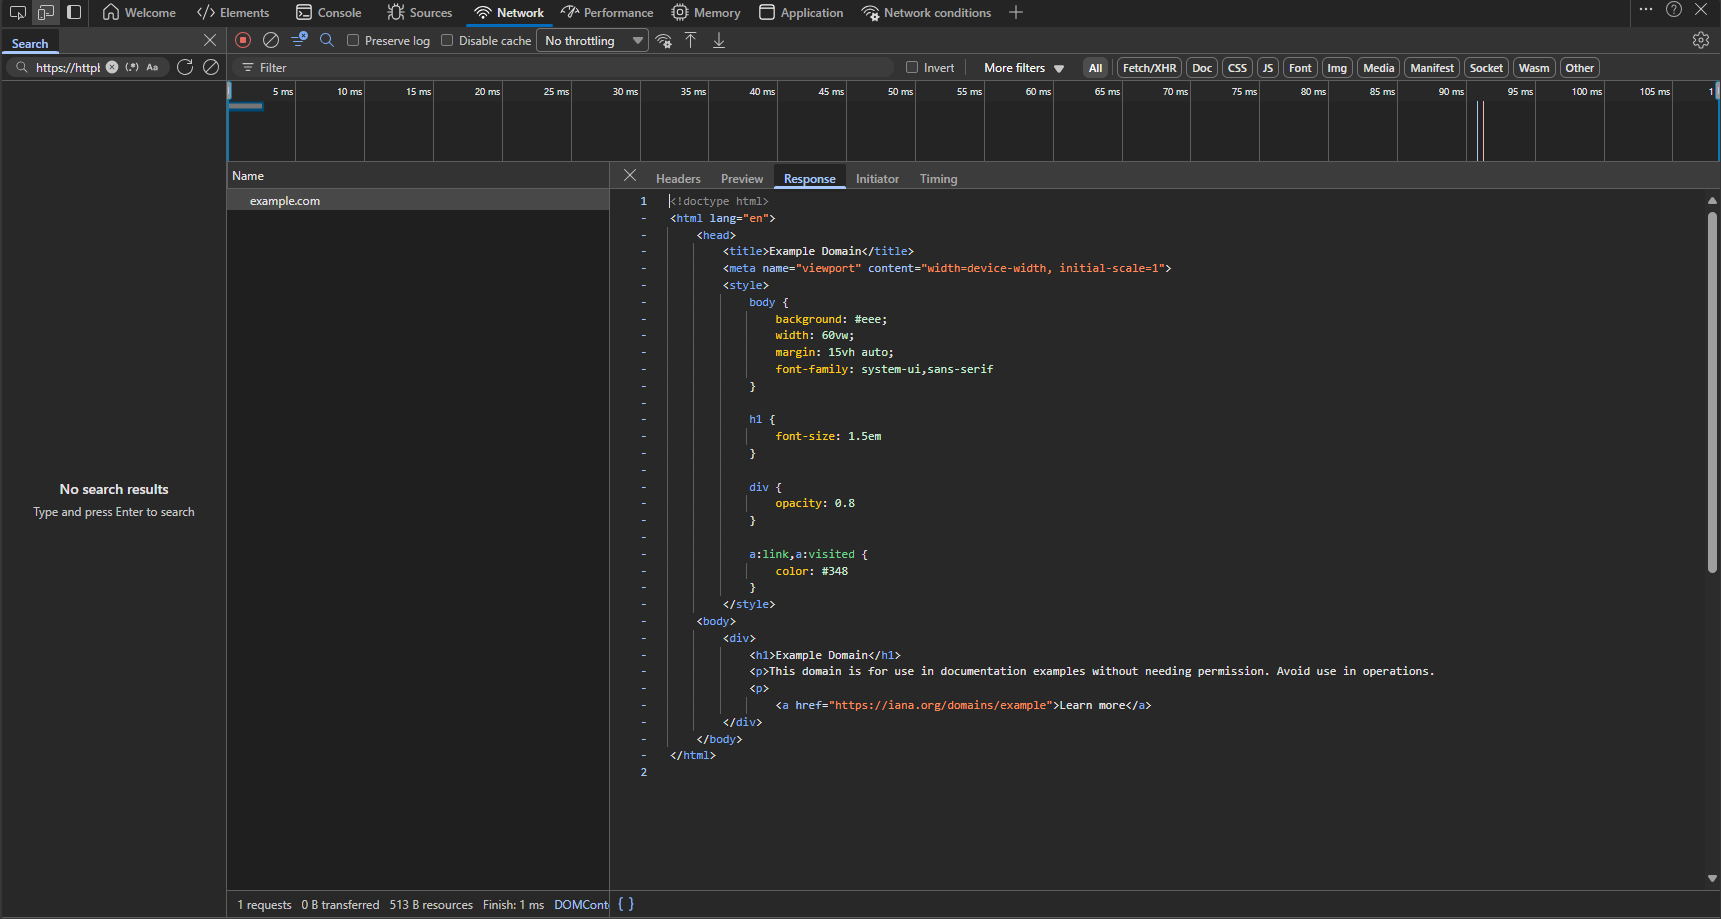 Welcome Elements Console Sources Network Performance Memory Application Network conditions
Search
Preserve log Disable cache No throttling
https://httpl (.*) Aa
Filter Invert More filters All Fetch/XHR Doc CSS JS Font Img Media Manifest Socket Wasm Other
5 ms 10 ms 15 ms 20 ms 25 ms 30 ms 35 ms 40 ms 45 ms 50 ms 55 ms 60 ms 65 ms 70 ms 75 ms 80 ms 85 ms 90 ms 95 ms 100 ms 105 ms 1
Name
example.com
No search results
Type and press Enter to search
Headers Preview Response Initiator Timing
1 <!doctype html>
- <html lang="en">
- <head>
- <title>Example Domain</title>
- <meta name="viewport" content="width=device-width, initial-scale=1">
- <style>
- body {
- background: #eee;
- width: 60vw;
- margin: 15vh auto;
- font-family: system-ui,sans-serif
- }
-
- h1 {
- font-size: 1.5em
- }
-
- div {
- opacity: 0.8
- }
-
- a:link,a:visited {
- color: #348
- }
- </style>
- <body>
- <div>
- <h1>Example Domain</h1>
- <p>This domain is for use in documentation examples without needing permission. Avoid use in operations.
- <p>
- <a href="https://iana.org/domains/example">Learn more</a>
- </div>
- </body>
- </html>
2
1 requests 0 B transferred 513 B resources Finish: 1 ms DOMConte { }